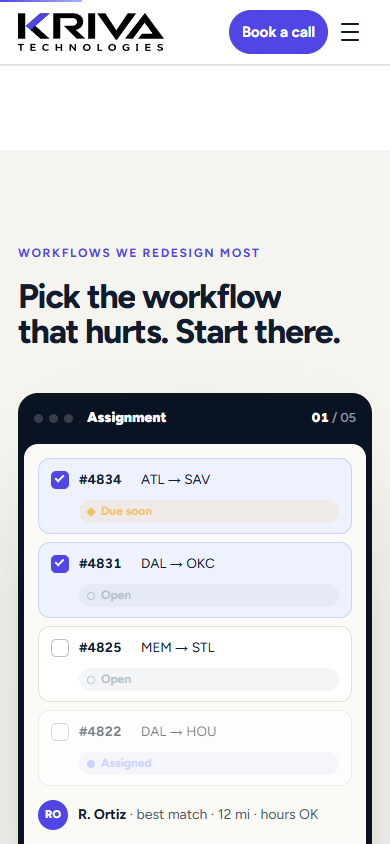 KRIVA
TECHNOLOGIES
Book a call
WORKFLOWS WE REDESIGN MOST
Pick the workflow
that hurts. Start there.
Assignment
01 / 05
#4834 ATL → SAV
Due soon
#4831 DAL → OKC
Open
#4825 MEM → STL
Open
#4822 DAL → HOU
Assigned
RO R. Ortiz · best match · 12 mi · hours OK